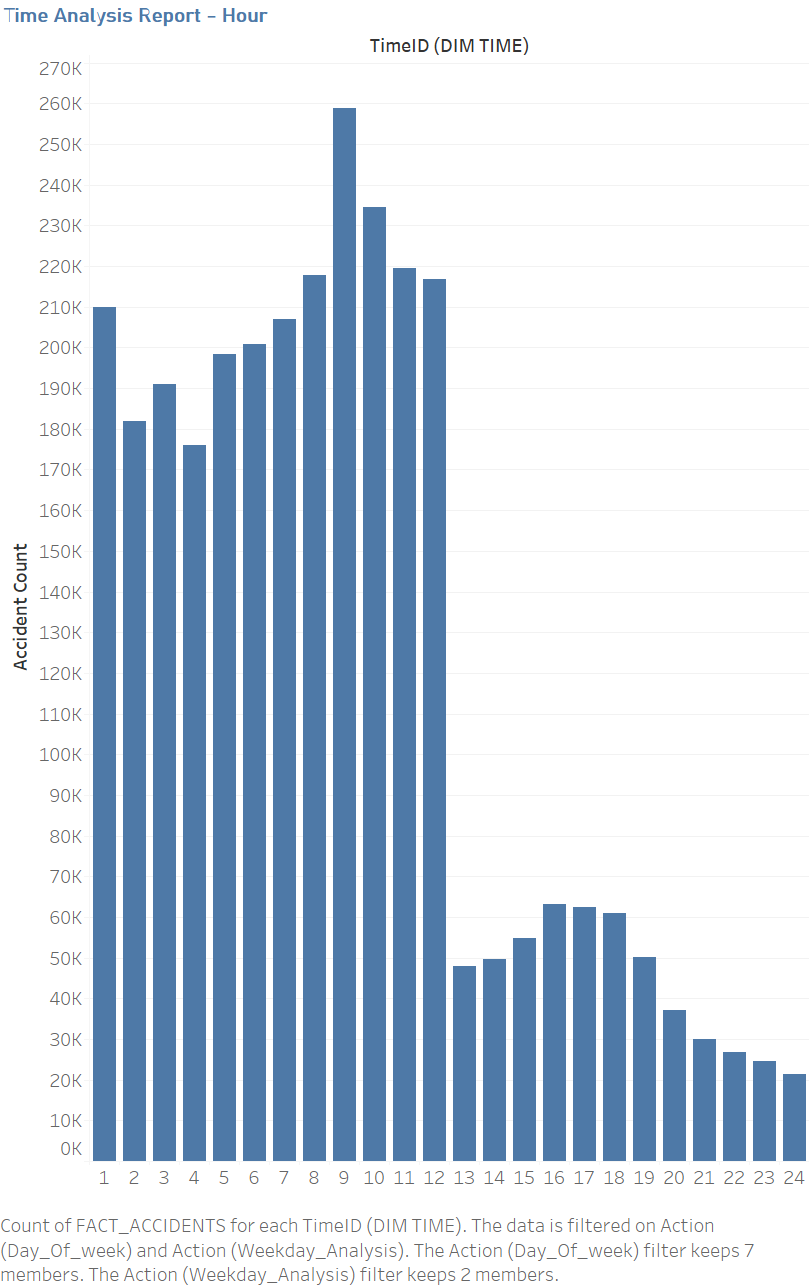 Time Analysis Report - Hour
TimeID (DIM TIME)
270K
260K
250K
240K
230K
220K
210K
200K
190K
180K
170K
160K
150K
140K
130K
120K
110K
100K
90K
80K
70K
60K
50K
40K
30K
20K
10K
0K
Accident Count
1 2 3 4 5 6 7 8 9 10 11 12 13 14 15 16 17 18 19 20 21 22 23 24
Count of FACT_ACCIDENTS for each TimeID (DIM TIME). The data is filtered on Action
(Day_Of_week) and Action (Weekday_Analysis). The Action (Day_Of_week) filter keeps 7
members. The Action (Weekday_Analysis) filter keeps 2 members.